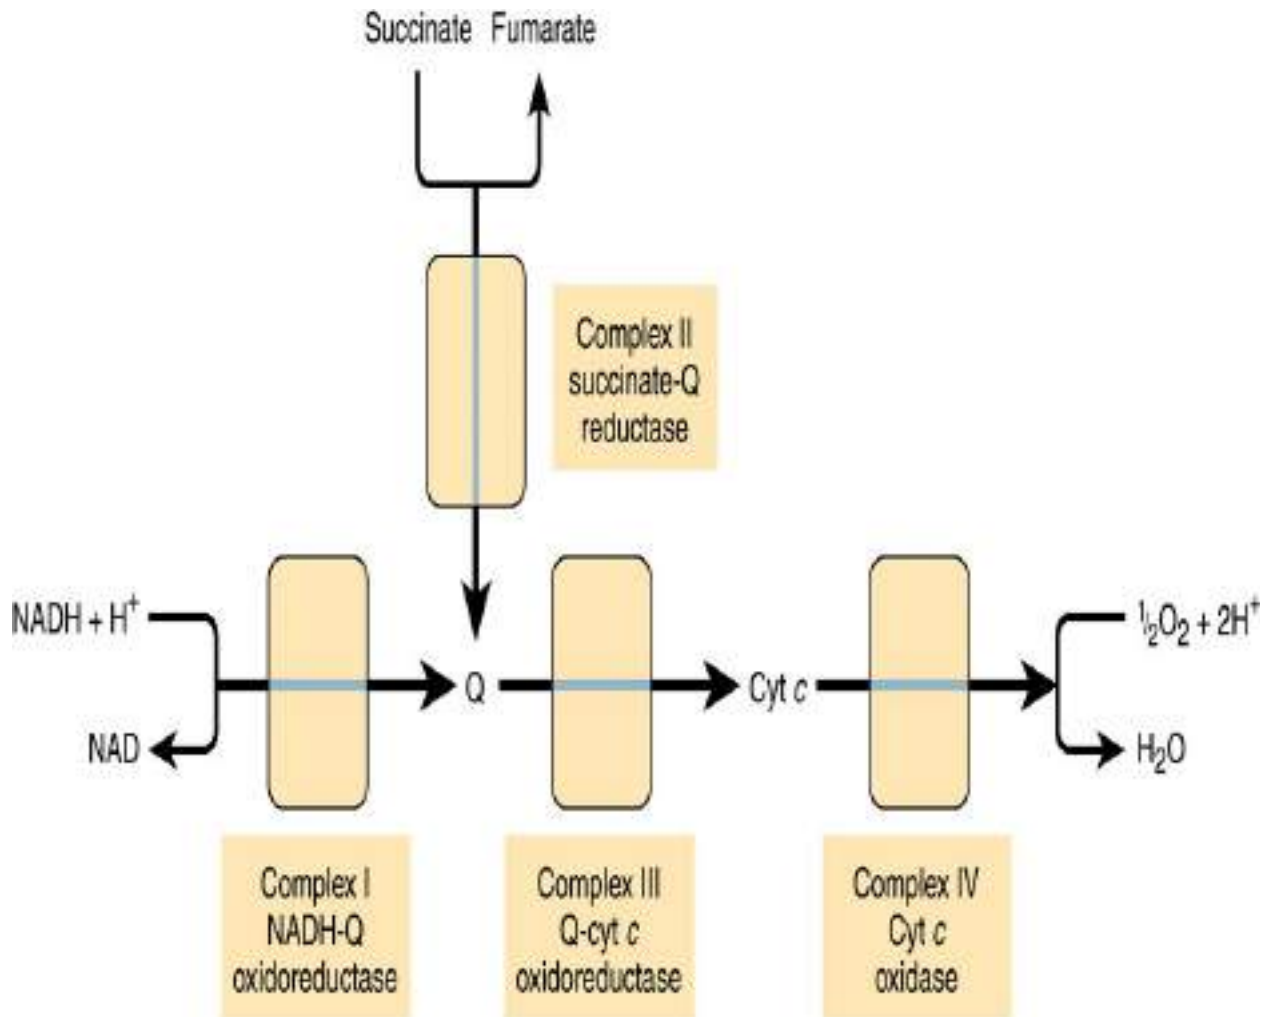 Succinate Fumarate
Complex II
succinate-Q
reductase
NADH + H⁺
Q
Cyt c
½O₂ + 2H⁺
NAD
H₂O
Complex I
NADH-Q
oxidoreductase
Complex III
Q-cyt c
oxidoreductase
Complex IV
Cyt c
oxidase